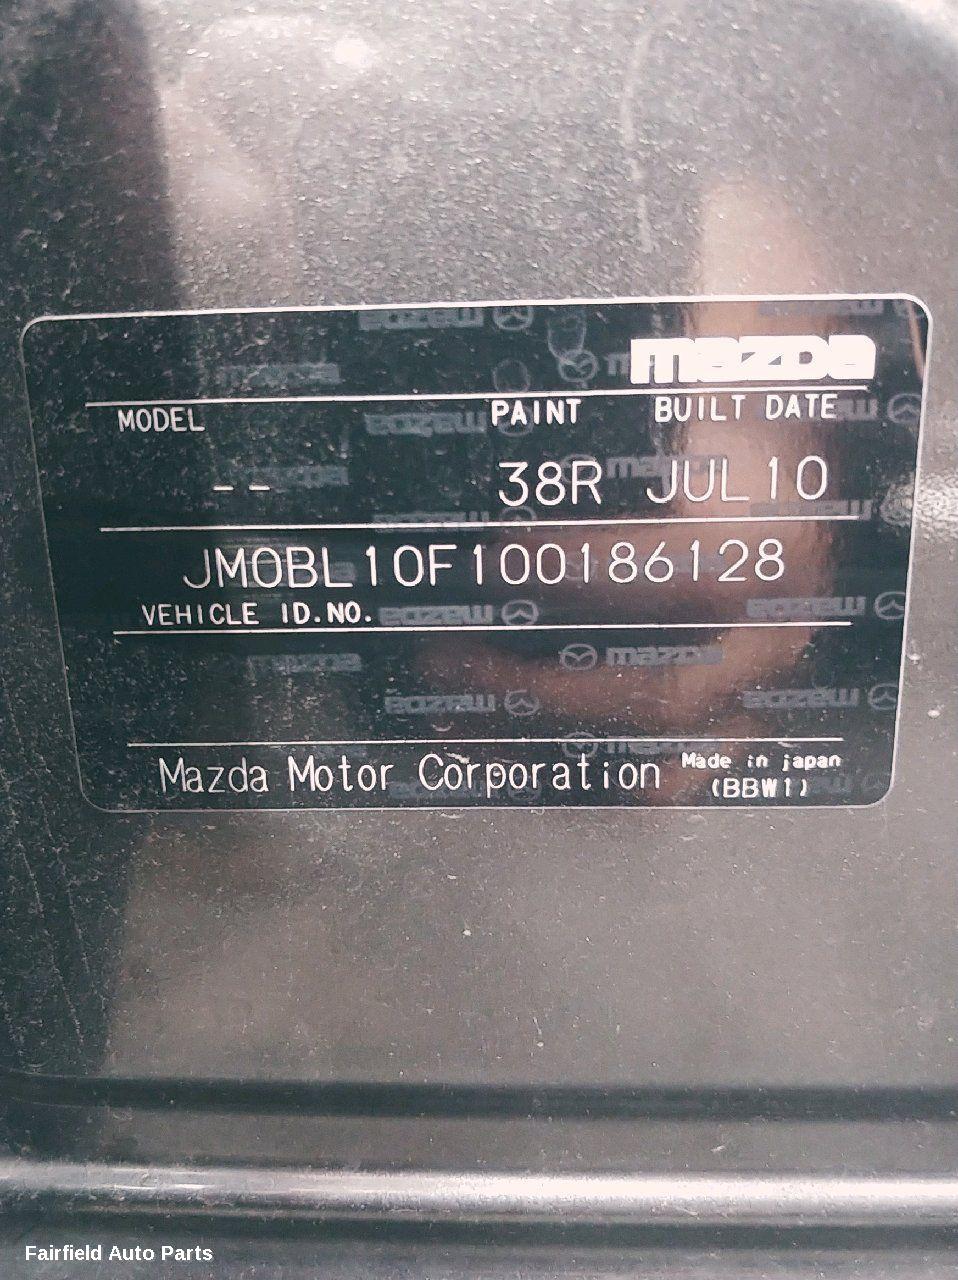 mazda
MODEL PAINT BUILT DATE
-- 38R JUL10
JM0BL10F100186128
VEHICLE ID.NO.
Mazda Motor Corporation Made in japan
(BBW1)
Fairfield Auto Parts